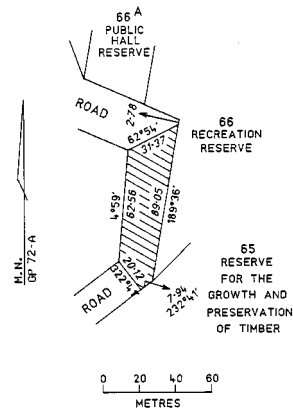 66A
PUBLIC
HALL
RESERVE
ROAD
2·78
62°54'
31·37
66
RECREATION
RESERVE
4°59'
62·56
89·05
189°36'
M.N.
GP 72-A
65
RESERVE
FOR THE
GROWTH AND
PRESERVATION
OF TIMBER
20·12
322°4'
ROAD
7·94
232°41'
0 20 40 60
METRES